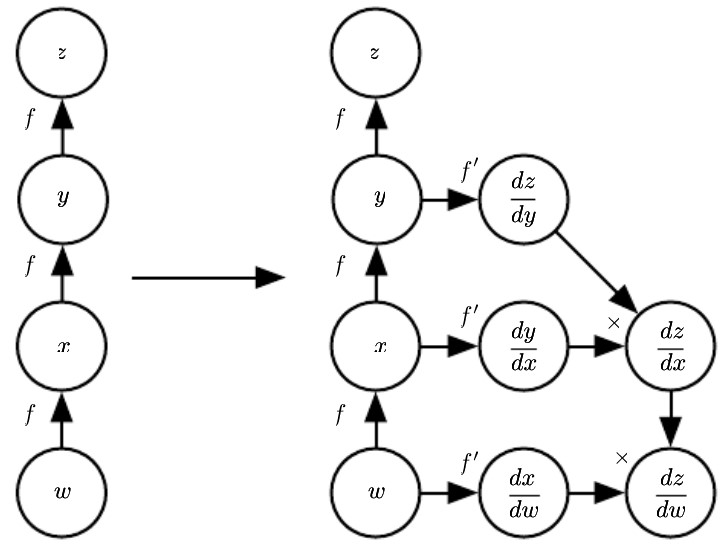 z z
f f
y f′ dz/dy
f f
x f′ dy/dx × dz/dx
f f
w y
x
w f′ dx/dw × dz/dw